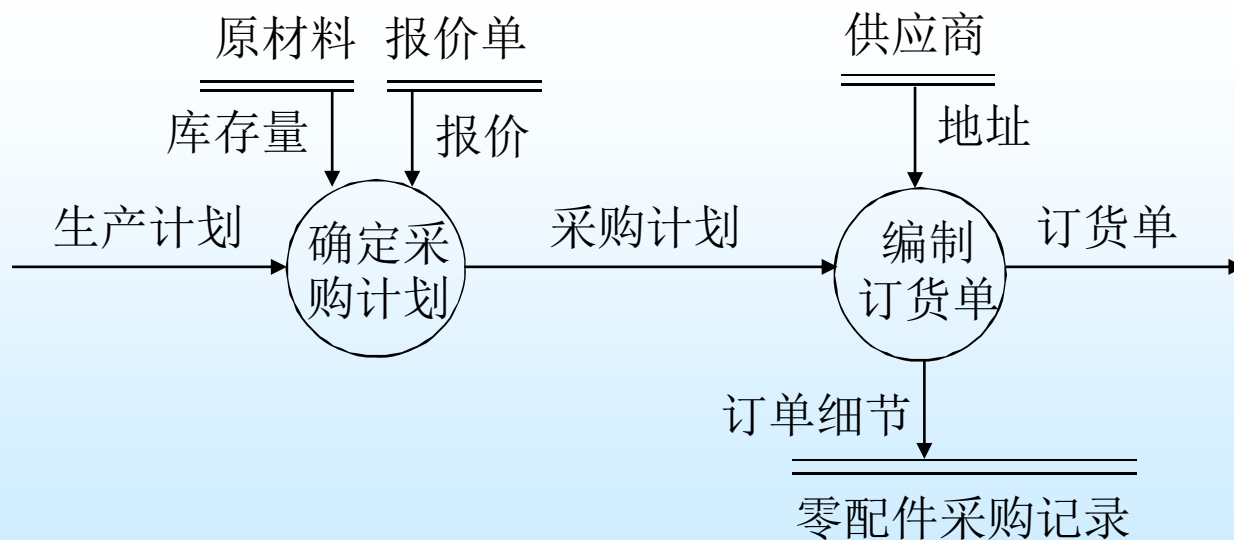 原材料 报价单
供应商
库存量
报价
地址
生产计划
确定采
购计划
采购计划
编制
订货单
订货单
订单细节
零配件采购记录